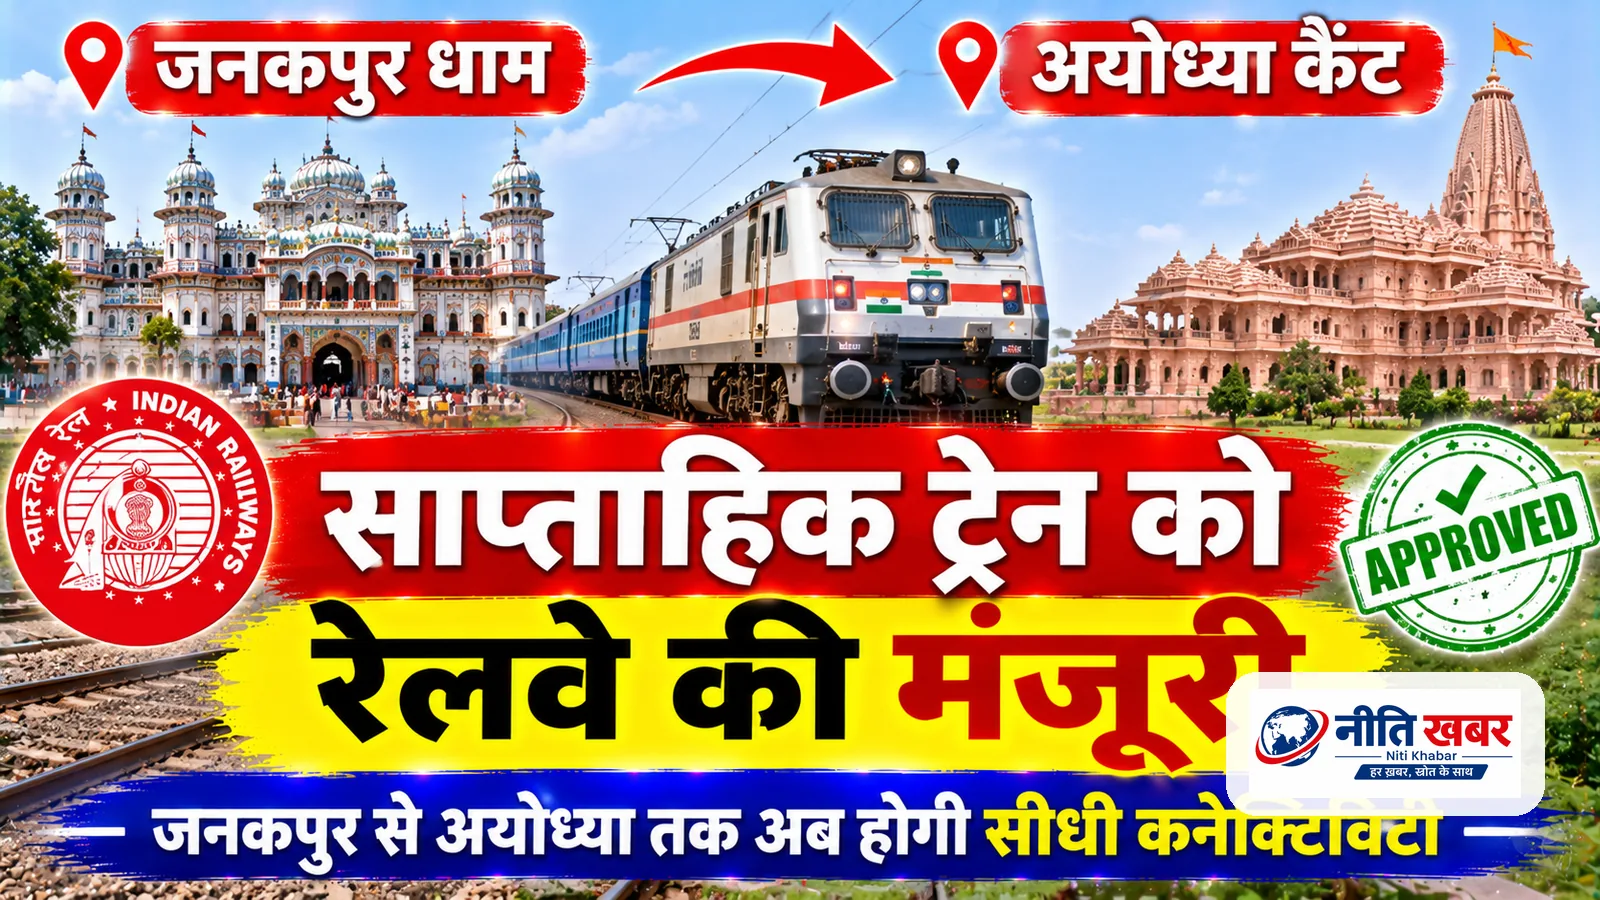 जनकपुर धाम
अयोध्या कैंट
भारतीय रेल ★ INDIAN RAILWAYS ★
साप्ताहिक ट्रेन को
APPROVED
रेलवे की मंजूरी
नीति खबर
Niti Khabar
हर ख़बर, स्रोत के साथ
जनकपुर से अयोध्या तक अब होगी सीधी कनेक्टिविटी